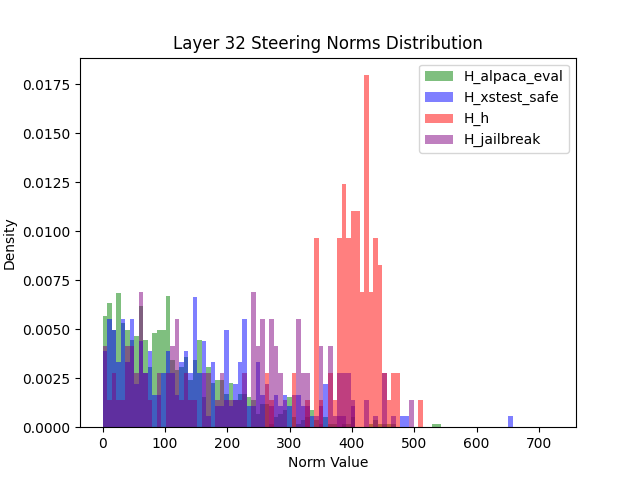 Layer 32 Steering Norms Distribution
H_alpaca_eval
H_xstest_safe
H_h
H_jailbreak
Density
0.0175
0.0150
0.0125
0.0100
0.0075
0.0050
0.0025
0.0000
0 100 200 300 400 500 600 700
Norm Value